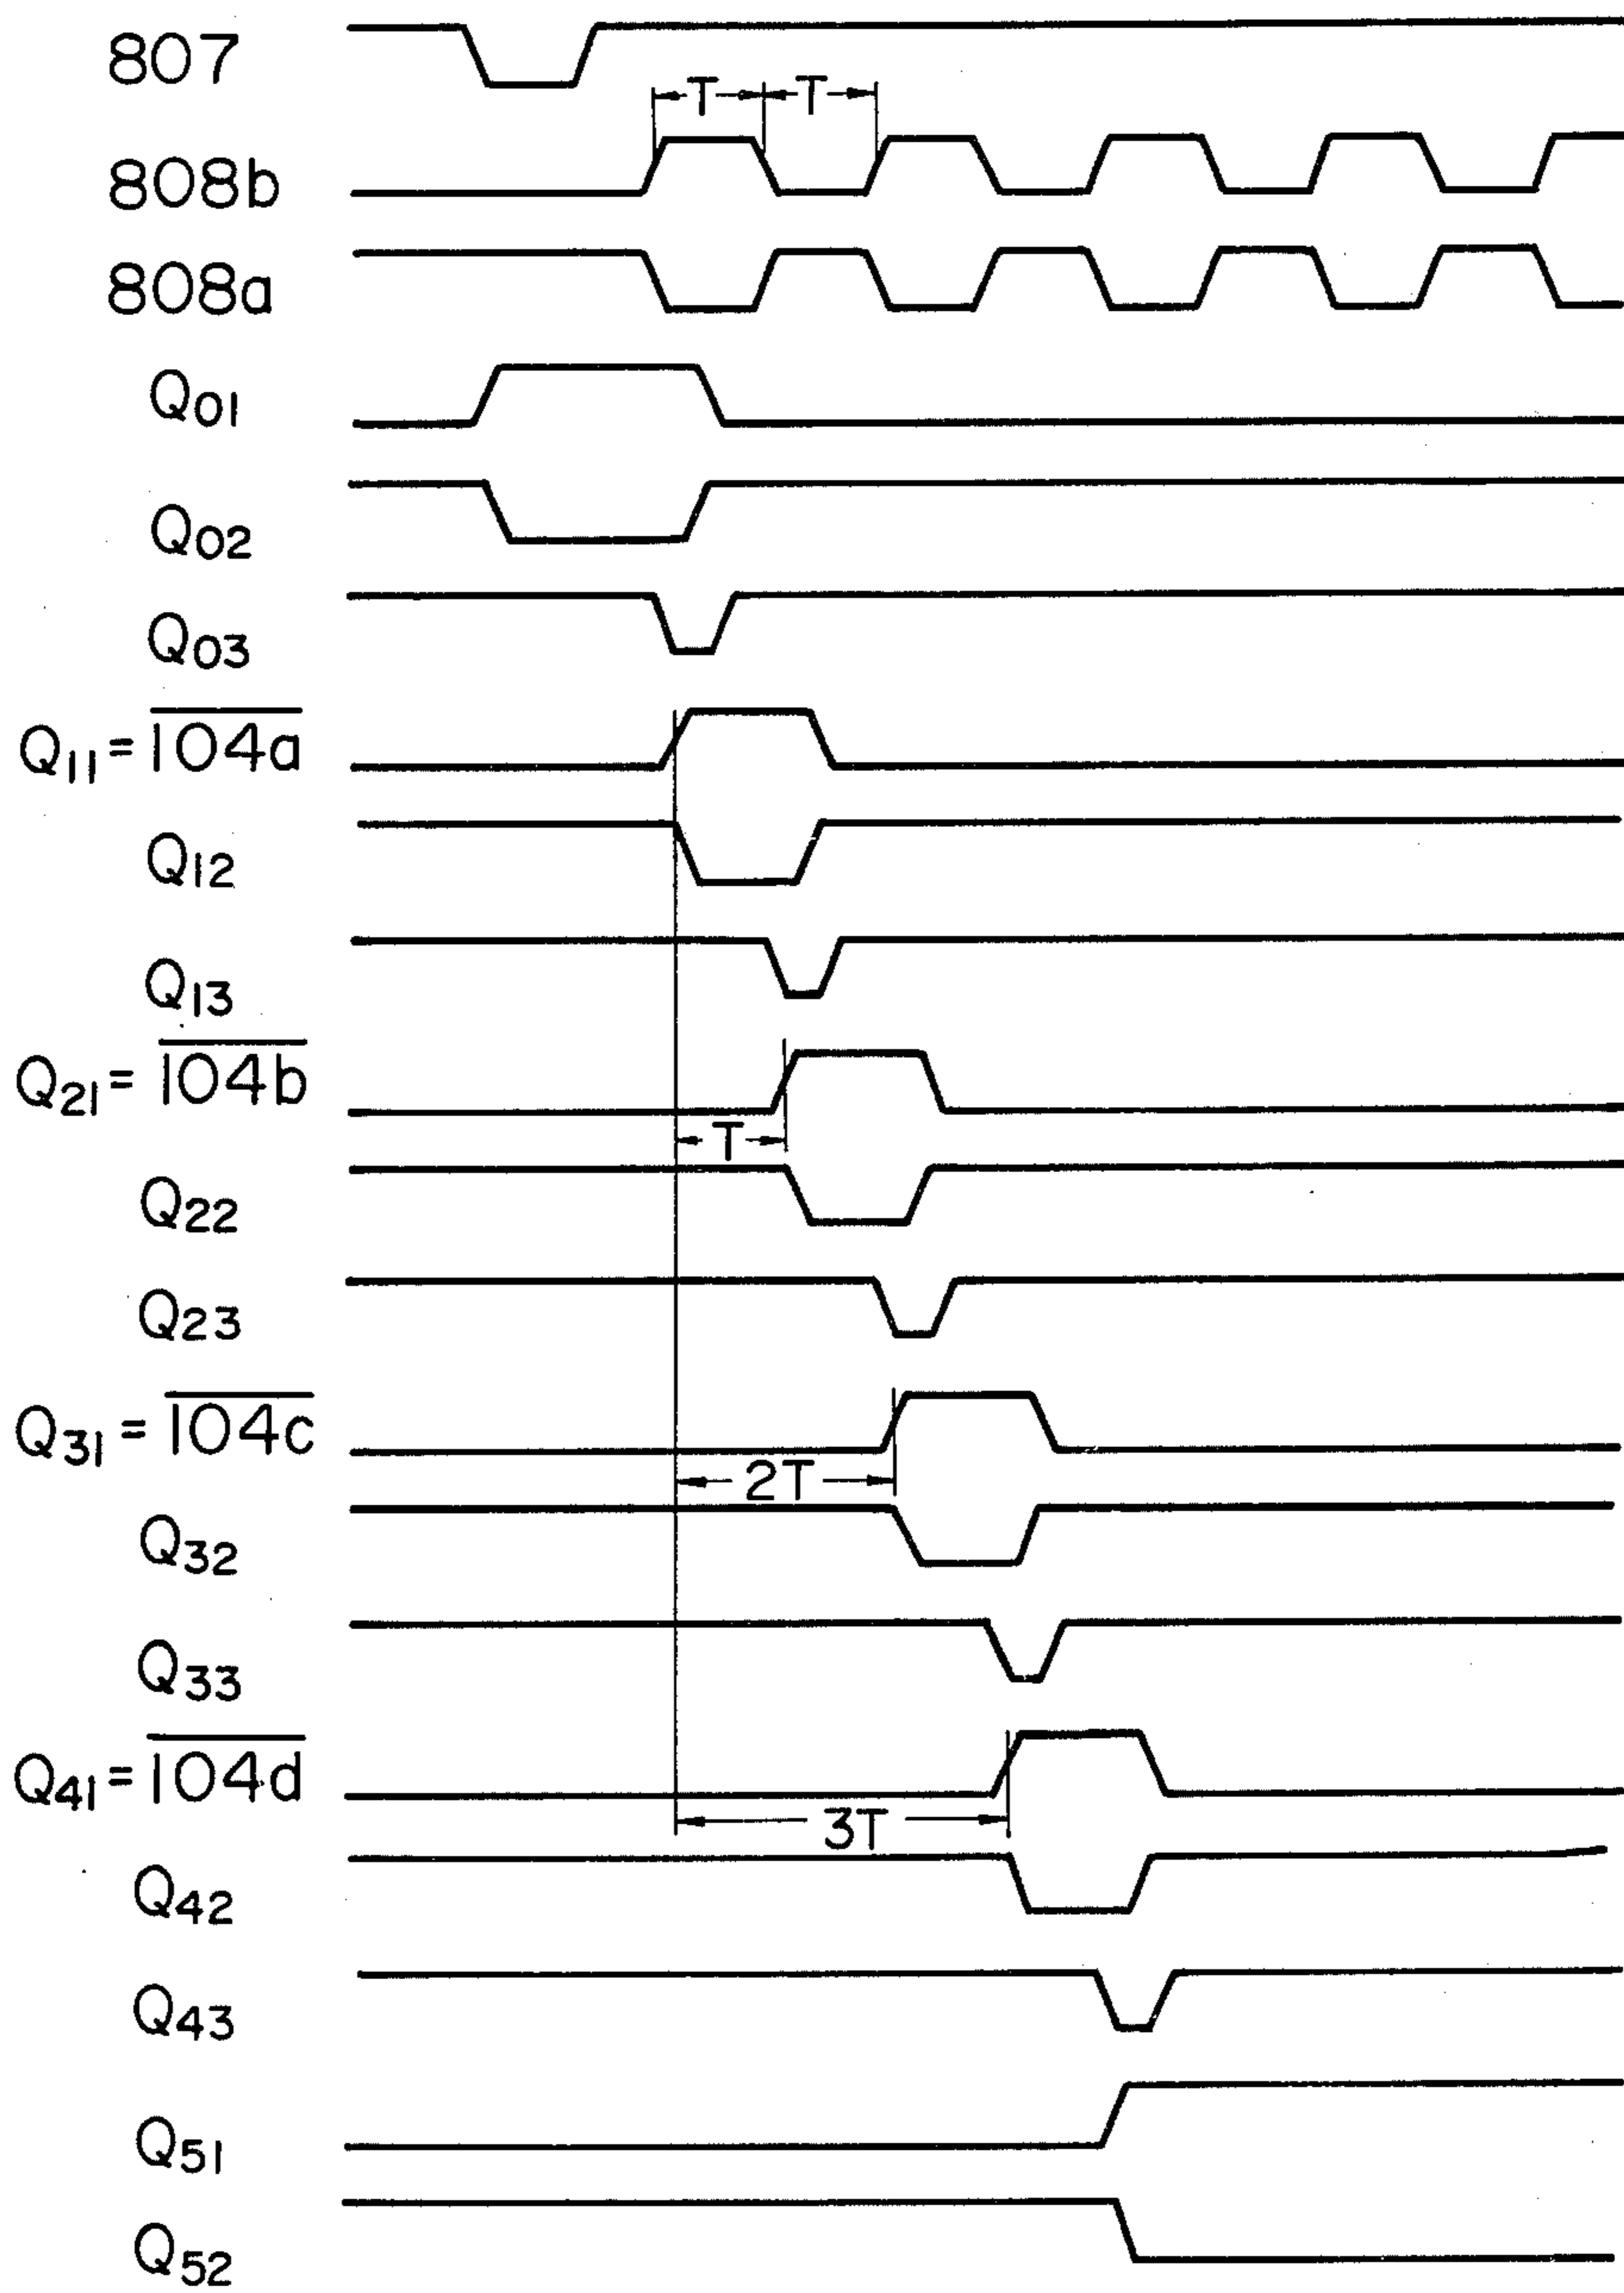 807
T T
808b
808a
Q01
Q02
Q03
Q11 = 104a
Q12
Q13
Q21 = 104b
T
Q22
Q23
Q31 = 104c
2T
Q32
Q33
Q41 = 104d
3T
Q42
Q43
Q51
Q52